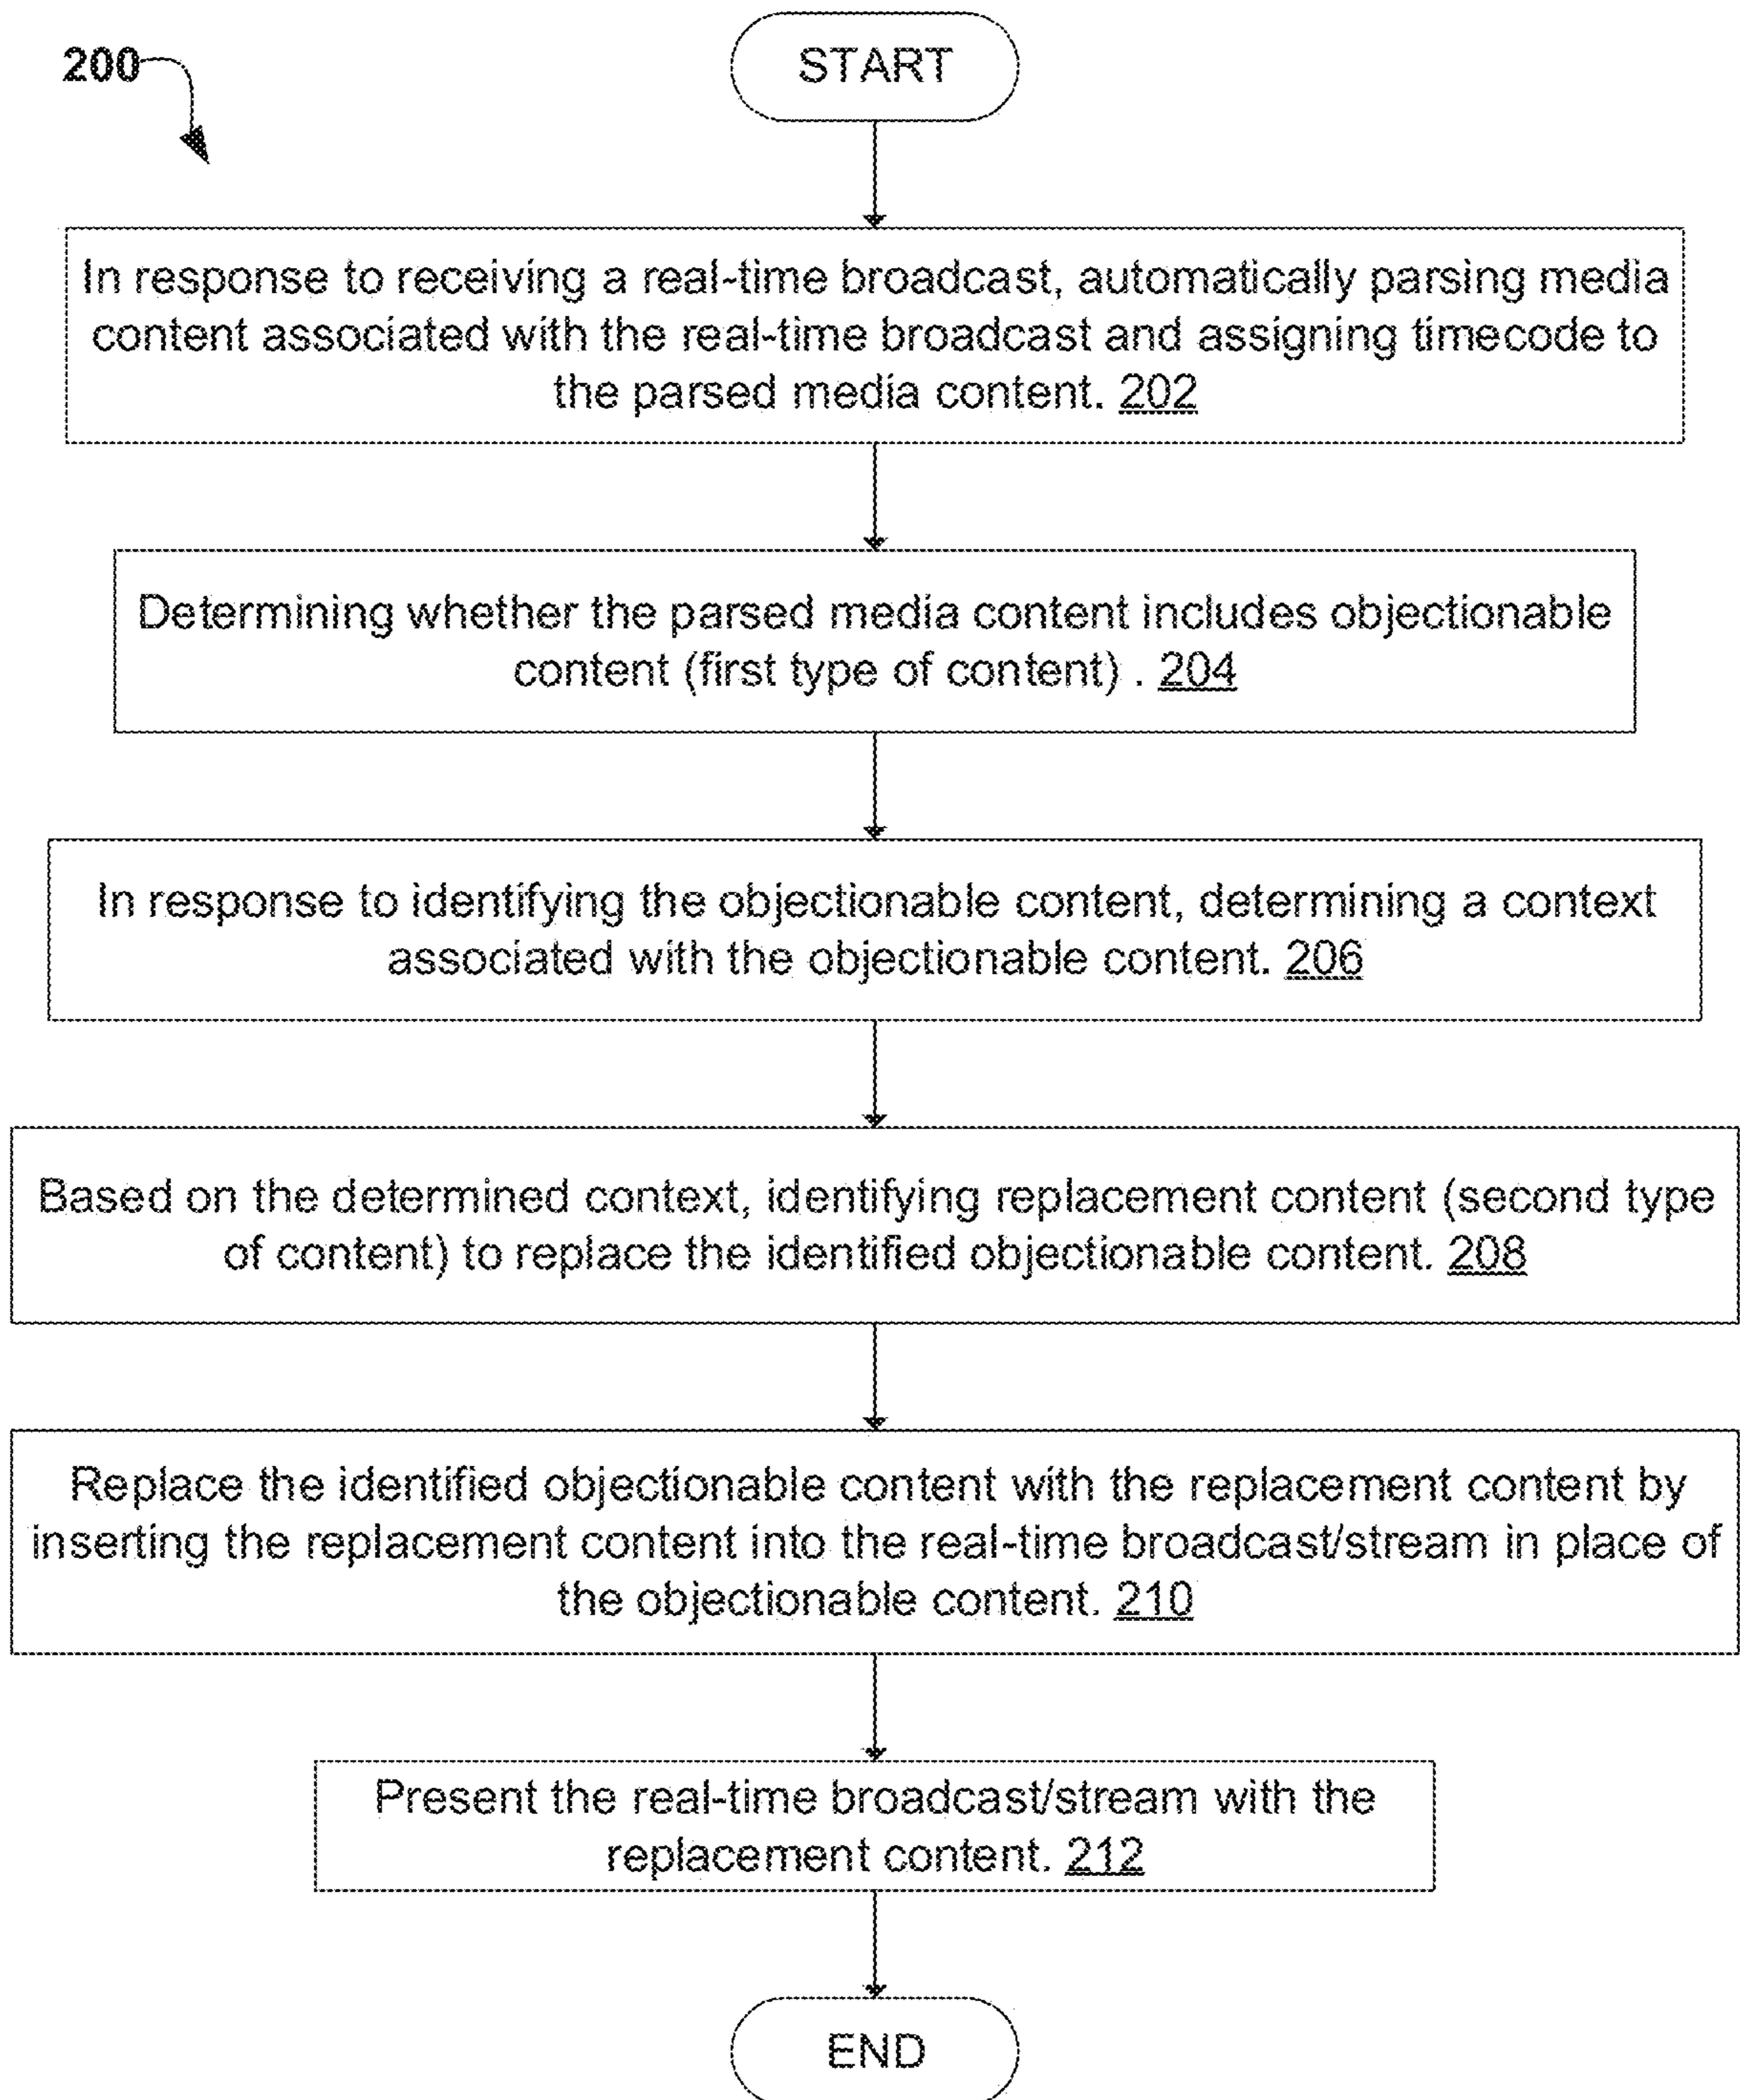 200
START
In response to receiving a real-time broadcast, automatically parsing media
content associated with the real-time broadcast and assigning timecode to
the parsed media content. 202
Determining whether the parsed media content includes objectionable
content (first type of content) . 204
In response to identifying the objectionable content, determining a context
associated with the objectionable content. 206
Based on the determined context, identifying replacement content (second type
of content) to replace the identified objectionable content. 208
Replace the identified objectionable content with the replacement content by
inserting the replacement content into the real-time broadcast/stream in place of
the objectionable content. 210
Present the real-time broadcast/stream with the
replacement content. 212
END